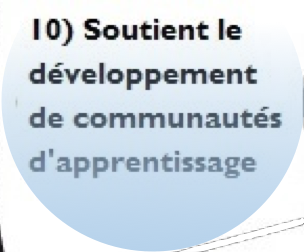 10) Soutient le
développement
de communautés
d'apprentissage